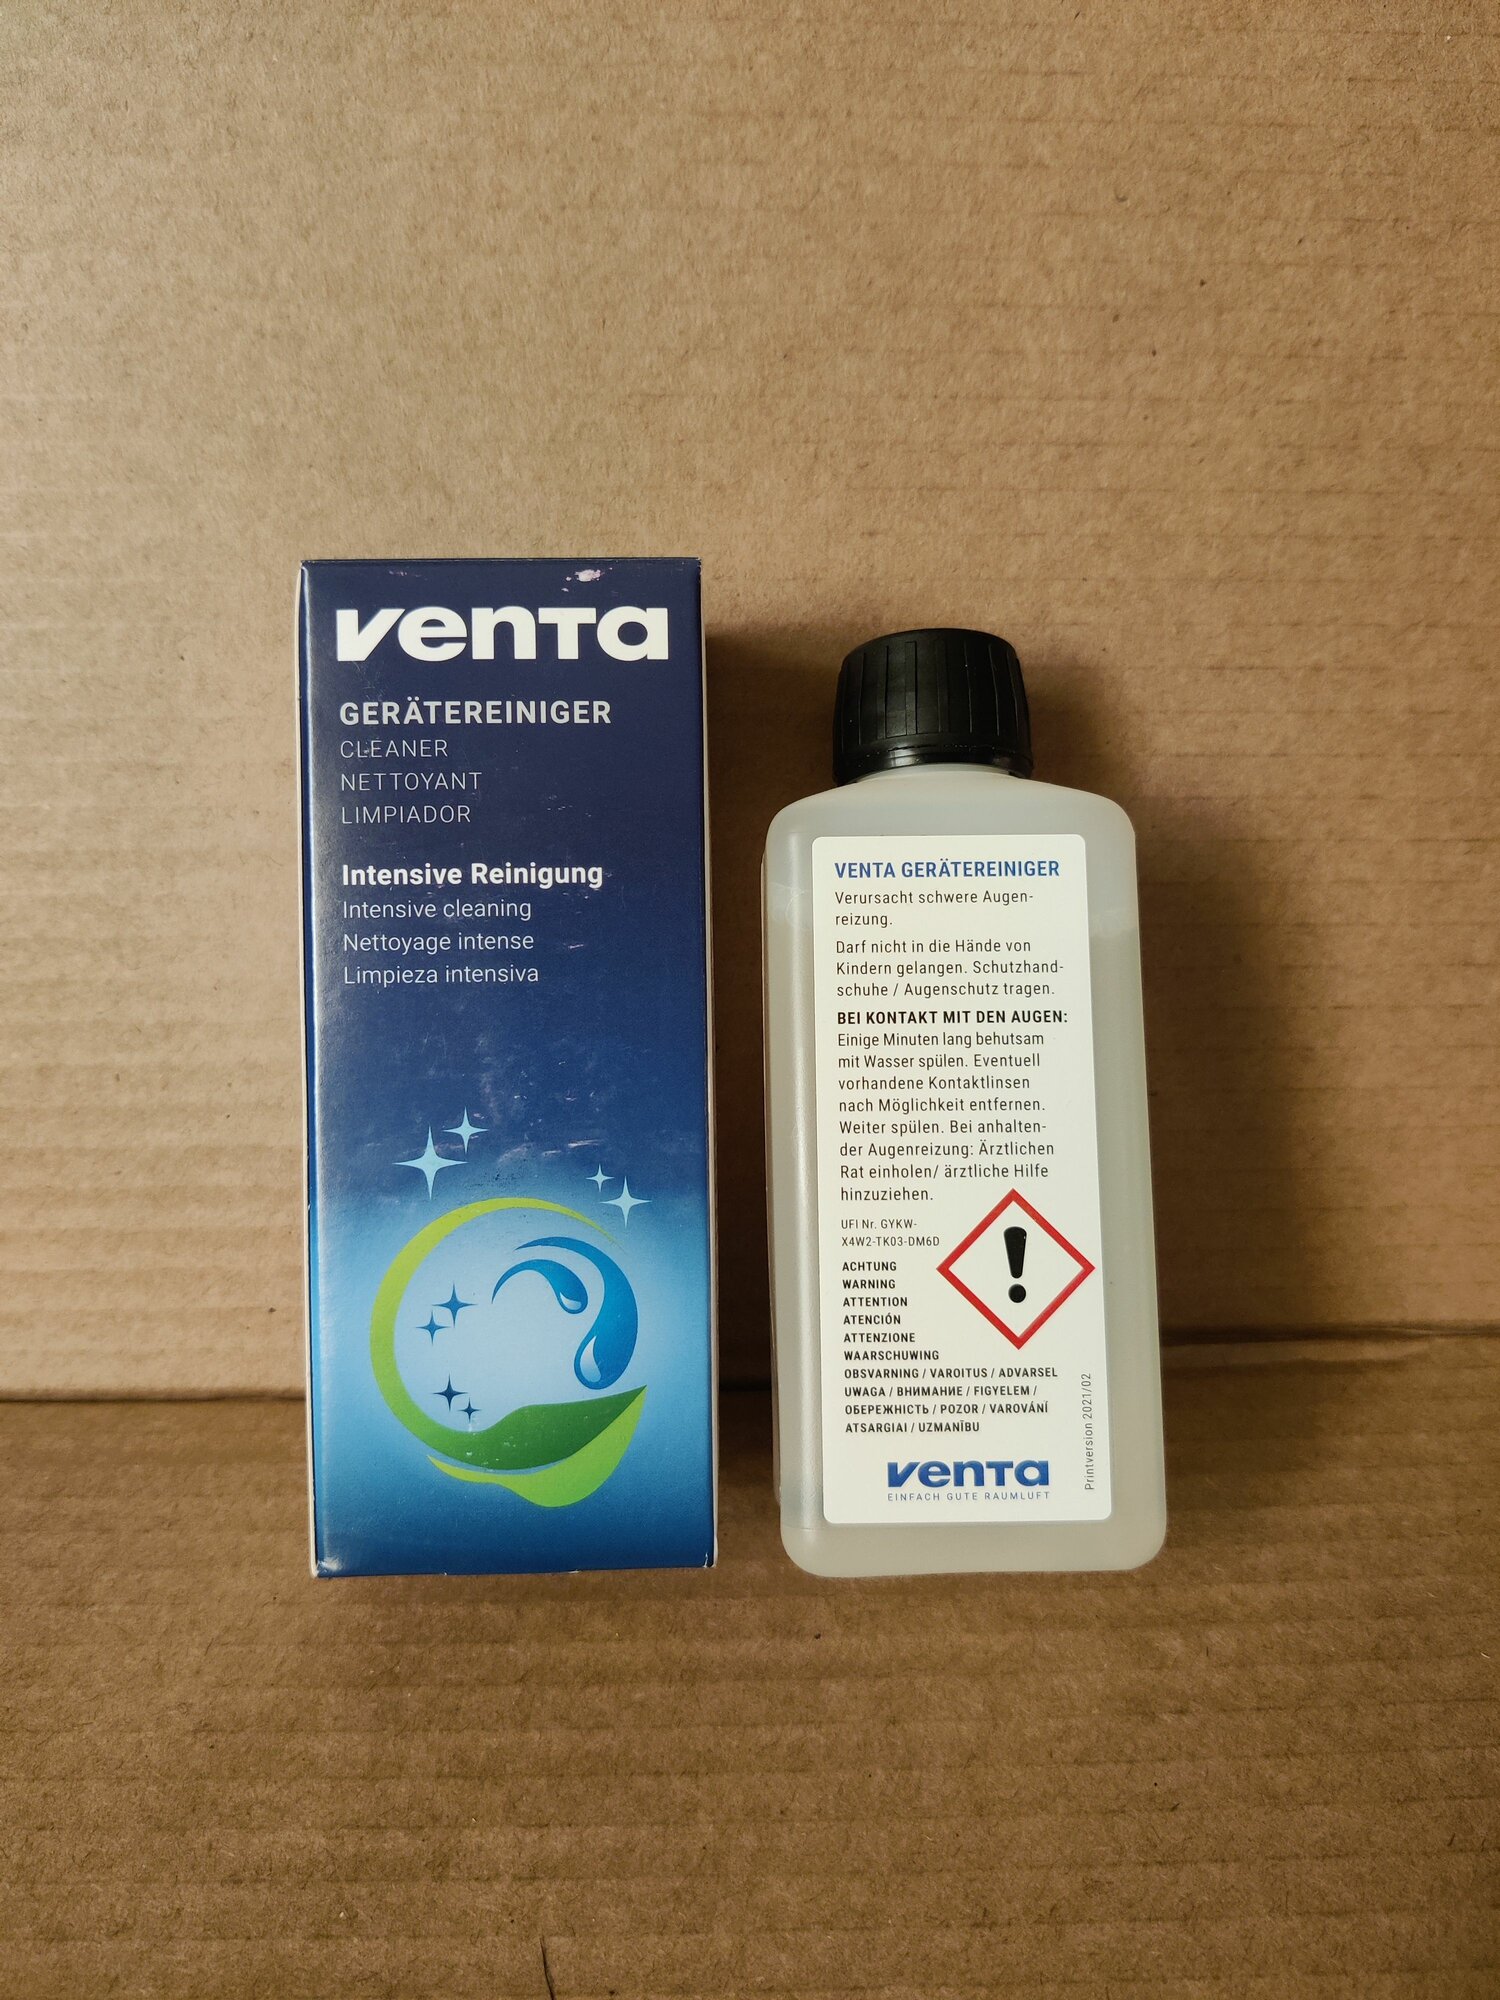 venta
GERÄTEREINIGER
CLEANER
NETTOYANT
LIMPIADOR
Intensive Reinigung
Intensive cleaning
Nettoyage intense
Limpieza intensiva
VENTA GERÄTEREINIGER
Verursacht schwere Augen-
reizung.
Darf nicht in die Hände von
Kindern gelangen. Schutzhand-
schuhe / Augenschutz tragen.
BEI KONTAKT MIT DEN AUGEN:
Einige Minuten lang behutsam
mit Wasser spülen. Eventuell
vorhandene Kontaktlinsen
nach Möglichkeit entfernen.
Weiter spülen. Bei anhalten-
der Augenreizung: Ärztlichen
Rat einholen/ ärztliche Hilfe
hinzuziehen.
UFI Nr. GYKW-
X4W2-TK03-DM6D
ACHTUNG
WARNING
ATTENTION
ATENCIÓN
ATTENZIONE
WAARSCHUWING
OBSVARNING / VAROITUS / ADVARSEL
UWAGA / ВНИМАНИЕ / FIGYELEM /
ОБЕРЕЖНІСТЬ / POZOR / VAROVÁNÍ
ATSARGIAI / UZMANĪBU
Printversion 2021/02
venta
EINFACH GUTE RAUMLUFT